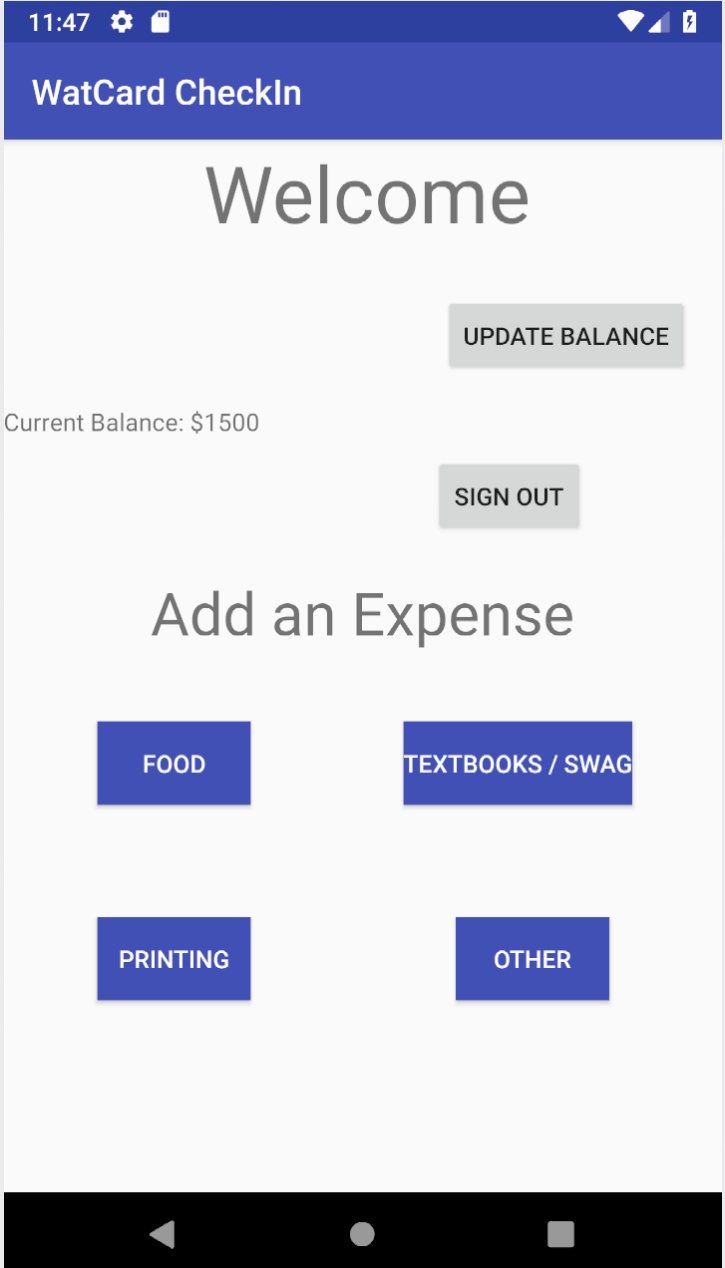 11:47
WatCard CheckIn
Welcome
UPDATE BALANCE
Current Balance: $1500
SIGN OUT
Add an Expense
FOOD
TEXTBOOKS / SWAG
PRINTING
OTHER